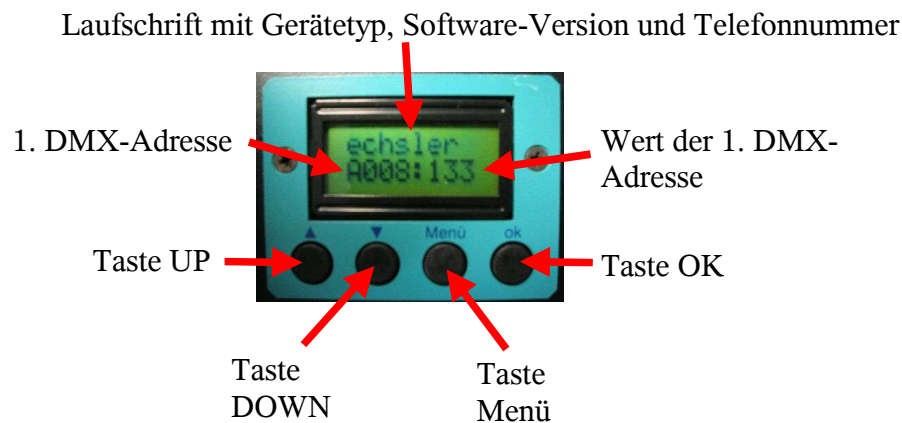 Laufschrift mit Gerätetyp, Software-Version und Telefonnummer
1. DMX-Adresse
echsler
A008:133
Wert der 1. DMX-
Adresse
▲ ▼ Menü ok
Taste UP
Taste OK
Taste
DOWN
Taste
Menü